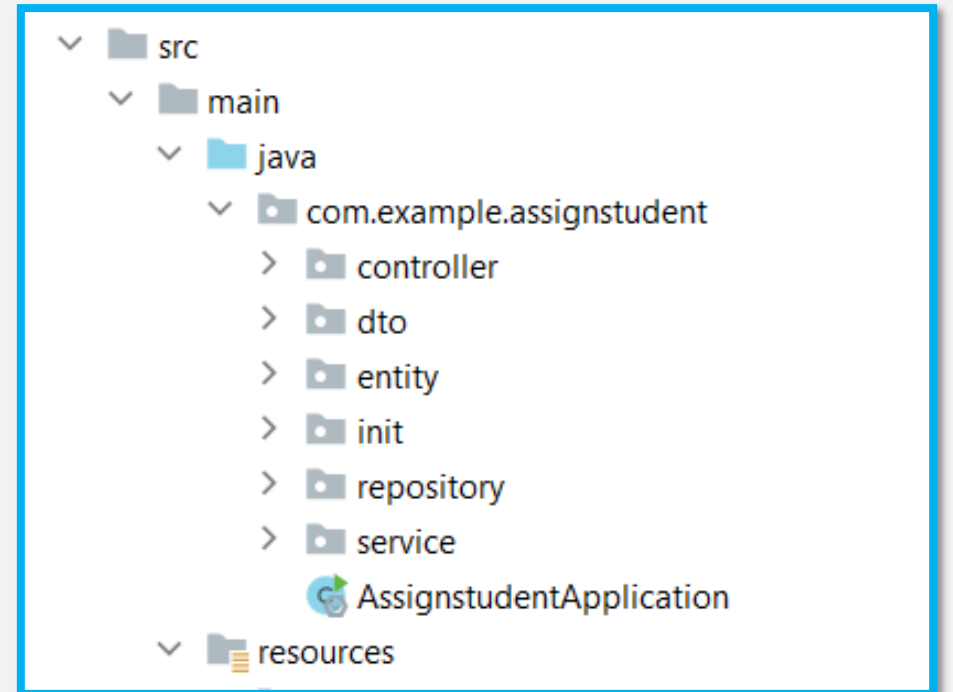 src
main
java
com.example.assignstudent
controller
dto
entity
init
repository
service
AssignstudentApplication
resources